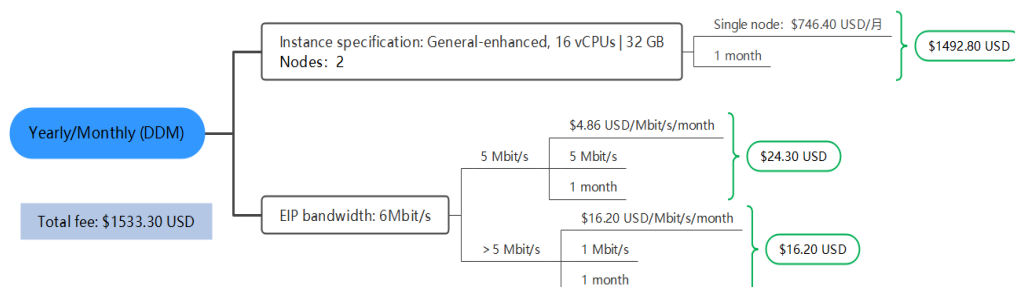 Yearly/Monthly (DDM)
Total fee: $1533.30 USD
Instance specification: General-enhanced, 16 vCPUs | 32 GB
Nodes: 2
Single node: $746.40 USD/月
1 month
$1492.80 USD
EIP bandwidth: 6Mbit/s
5 Mbit/s
$4.86 USD/Mbit/s/month
5 Mbit/s
1 month
$24.30 USD
> 5 Mbit/s
$16.20 USD/Mbit/s/month
1 Mbit/s
1 month
$16.20 USD